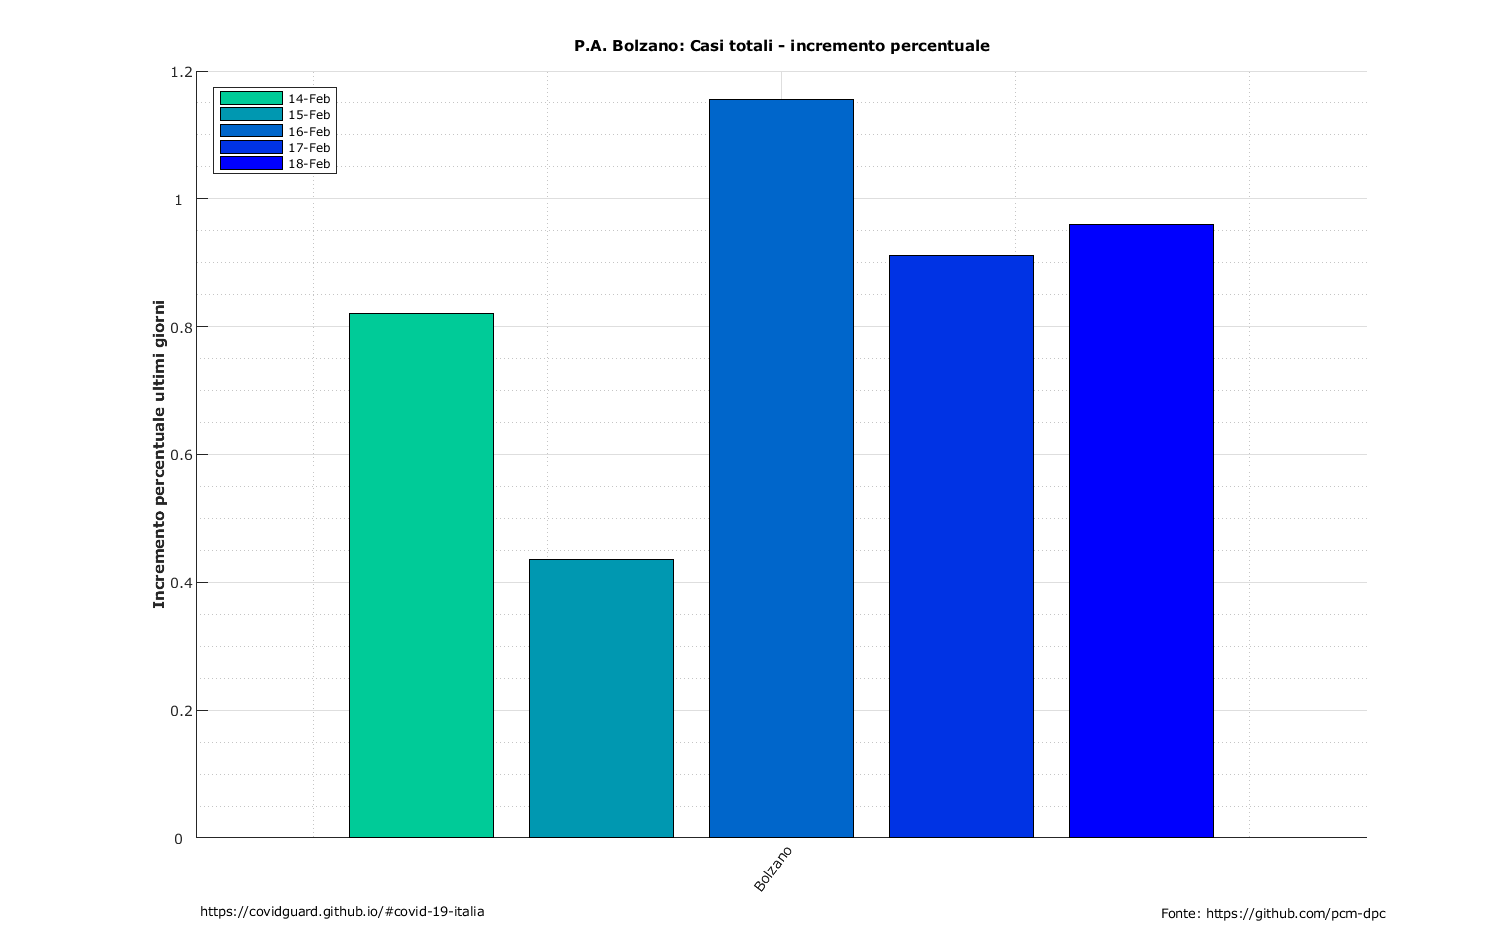 P.A. Bolzano: Casi totali - incremento percentuale
1.2
1
0.8
0.6
0.4
0.2
0
Incremento percentuale ultimi giorni
14-Feb
15-Feb
16-Feb
17-Feb
18-Feb
Bolzano
https://covidguard.github.io/#covid-19-italia
Fonte: https://github.com/pcm-dpc